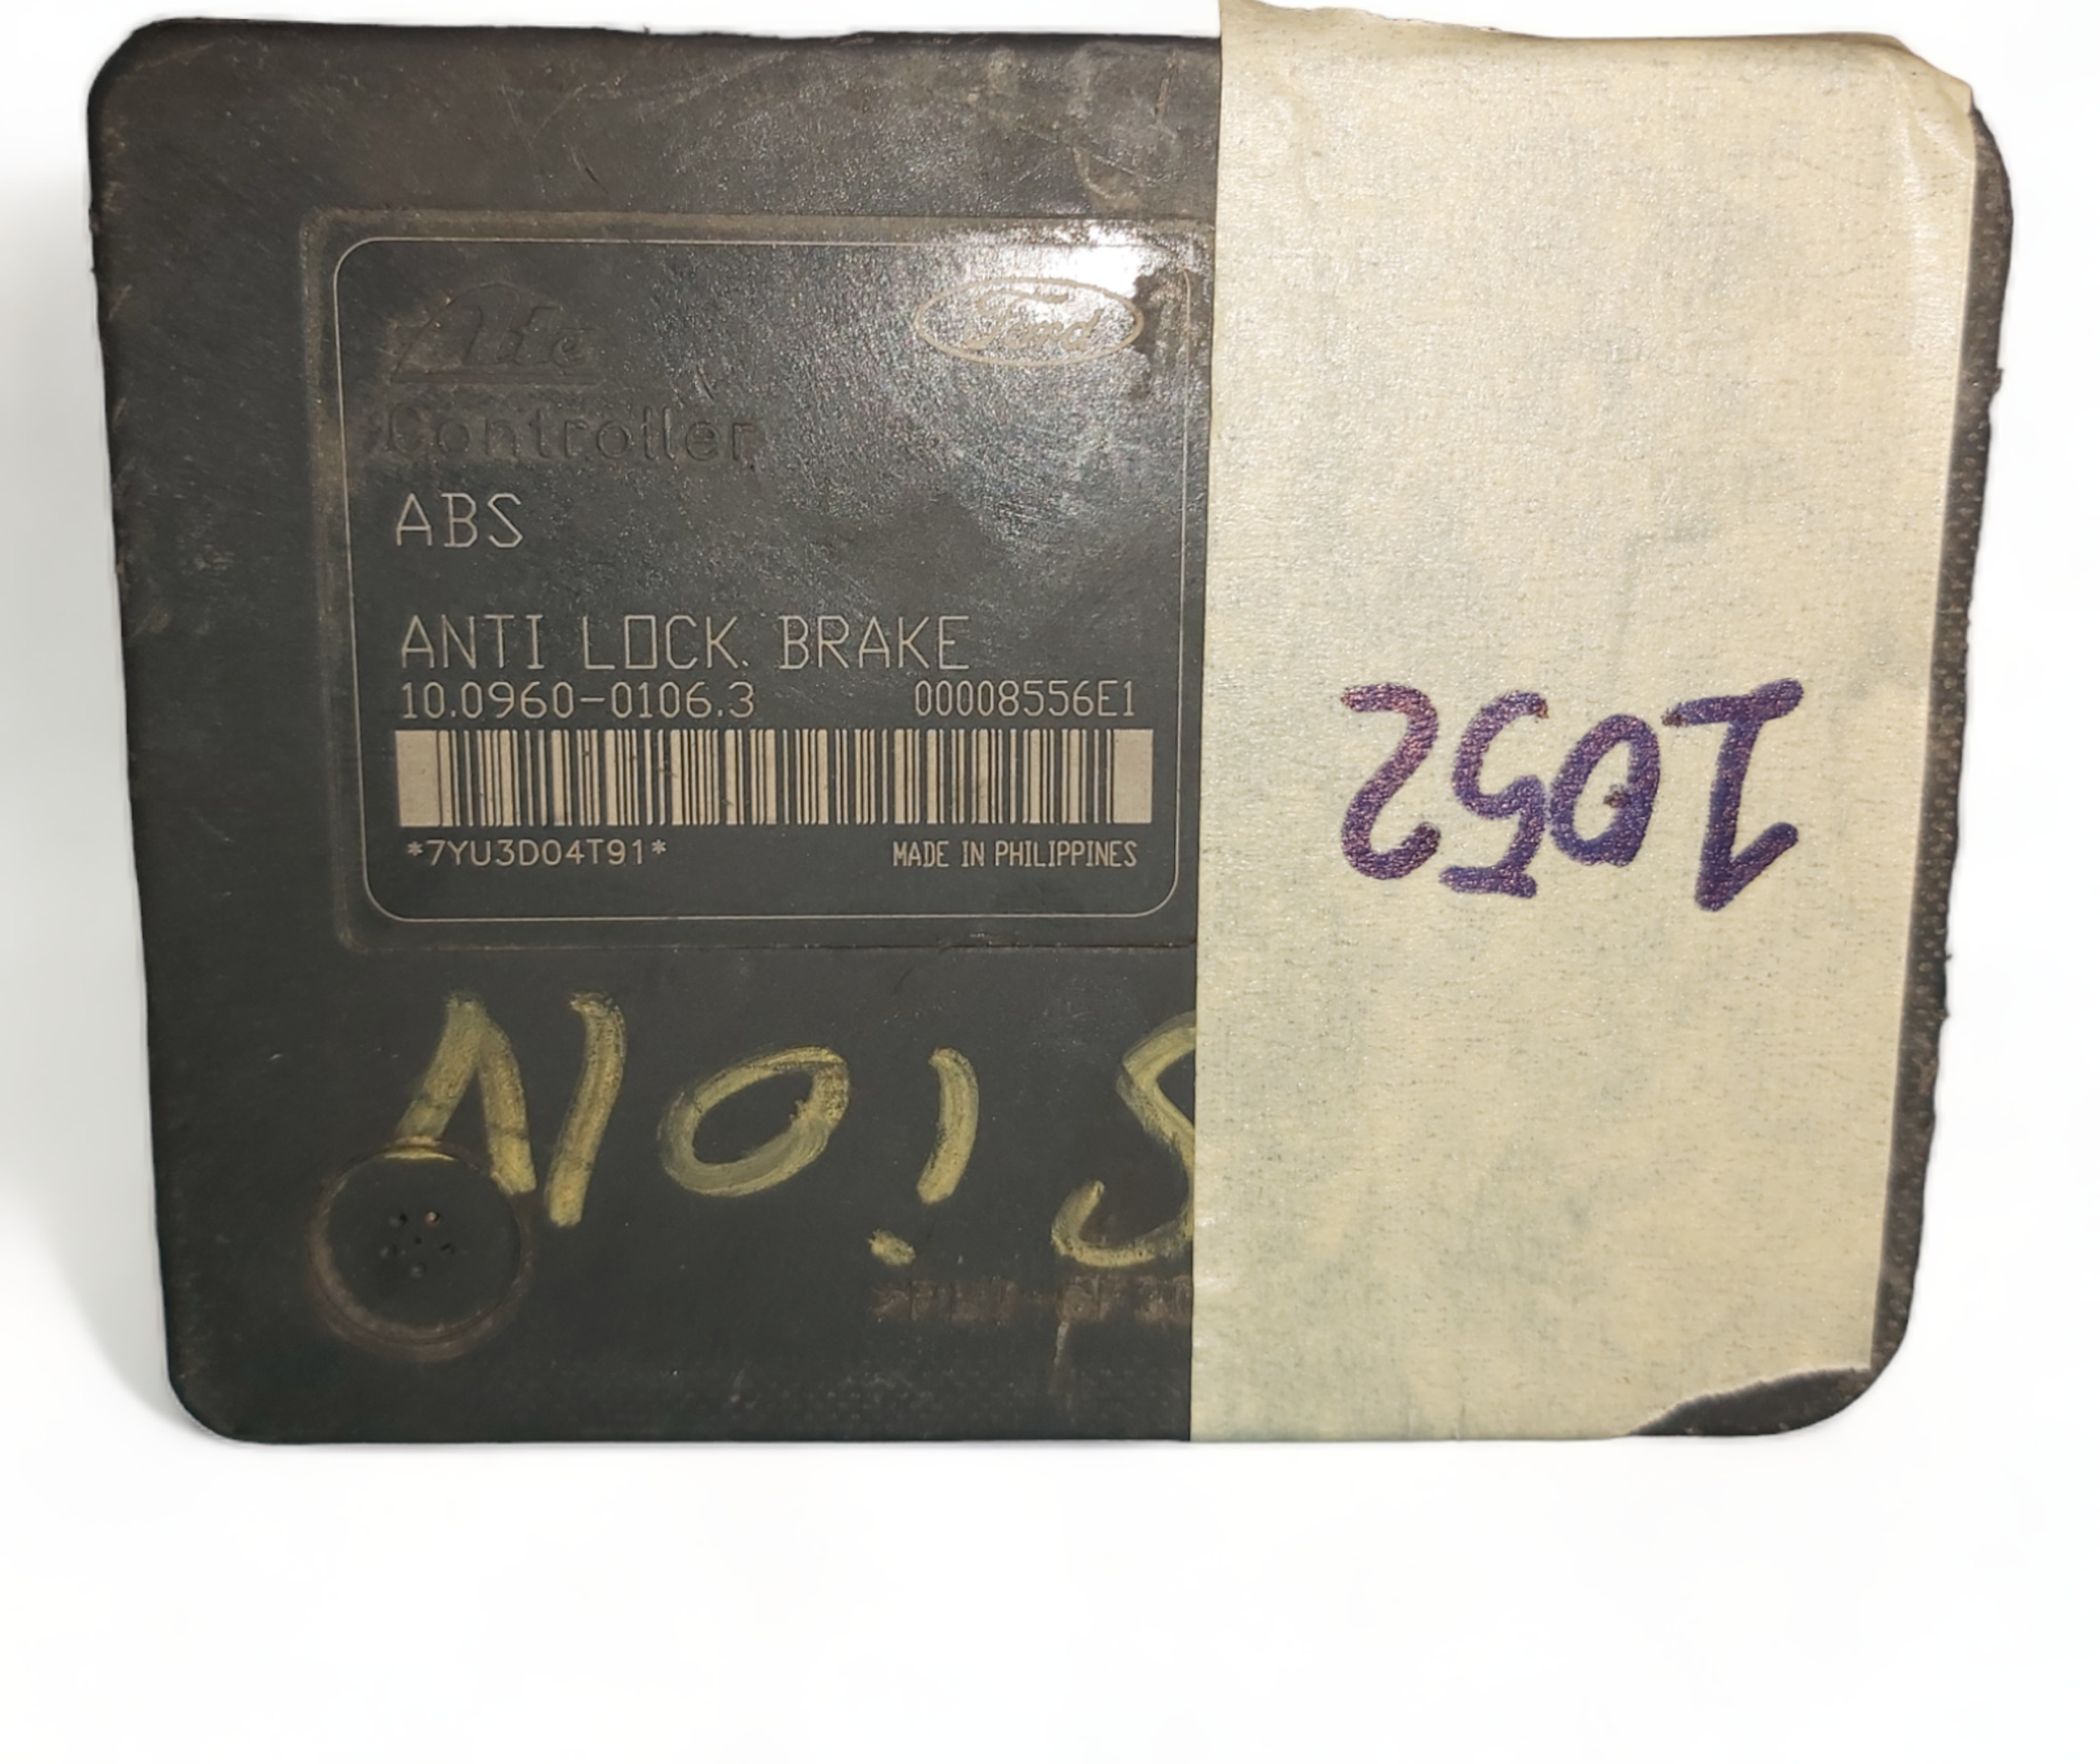 Ate
Ford
Controller
ABS
ANTI LOCK BRAKE
10.0960-0106.3 00008556E1
*7YU3D04T91*
MADE IN PHILIPPINES
1052